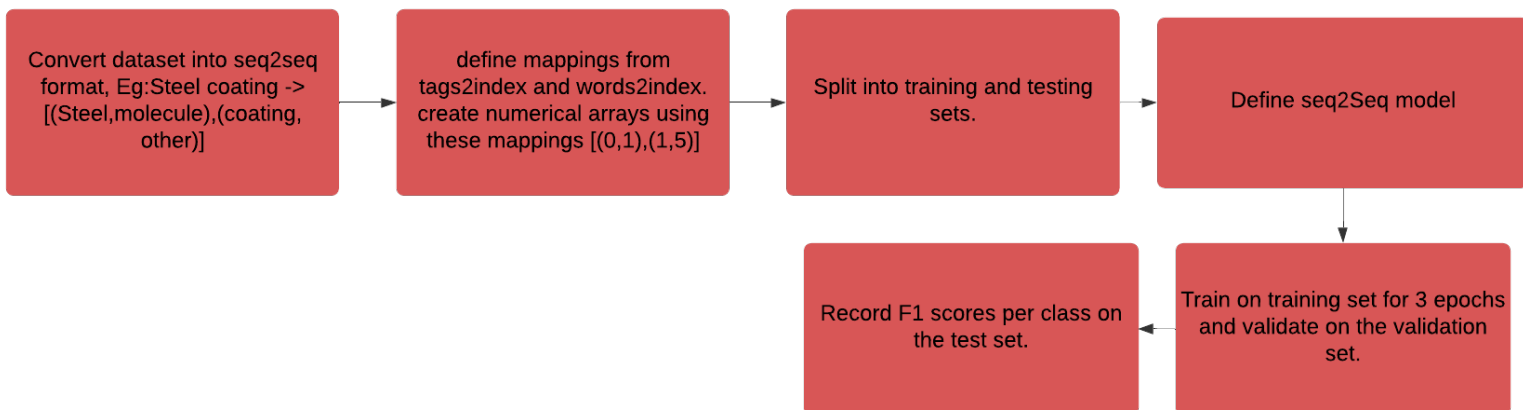 Convert dataset into seq2seq
format, Eg:Steel coating ->
[(Steel,molecule),(coating,
other)]
define mappings from
tags2index and words2index.
create numerical arrays using
these mappings [(0,1),(1,5)]
Split into training and testing
sets.
Define seq2Seq model
Train on training set for 3 epochs
and validate on the validation
set.
Record F1 scores per class on
the test set.